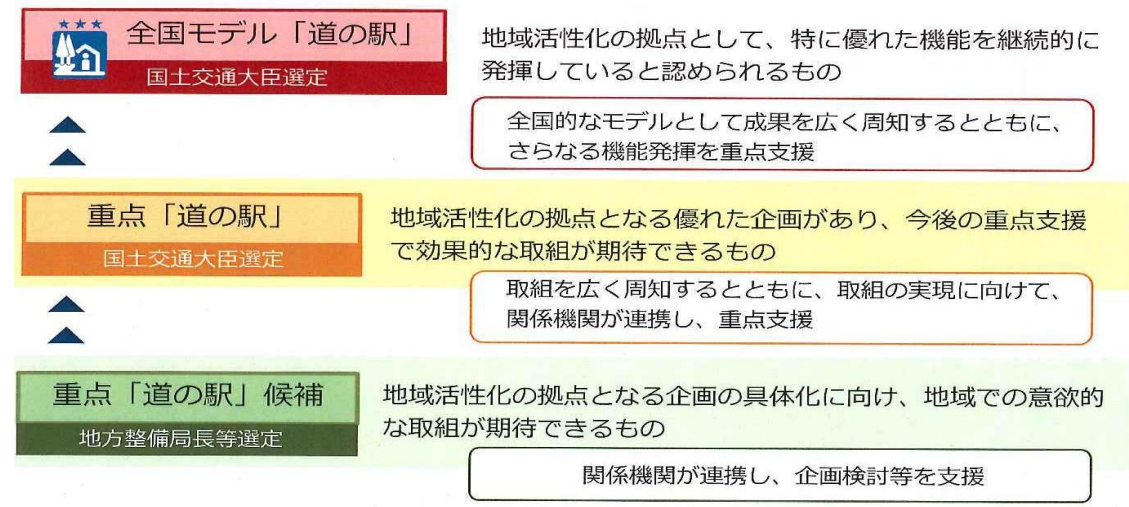 全国モデル「道の駅」
国土交通大臣選定
地域活性化の拠点として、特に優れた機能を継続的に
発揮していると認められるもの
全国的なモデルとして成果を広く周知するとともに、
さらなる機能発揮を重点支援
重点「道の駅」
国土交通大臣選定
地域活性化の拠点となる優れた企画があり、今後の重点支援
で効果的な取組が期待できるもの
取組を広く周知するとともに、取組の実現に向けて、
関係機関が連携し、重点支援
重点「道の駅」候補
地方整備局長等選定
地域活性化の拠点となる企画の具体化に向け、地域での意欲的
な取組が期待できるもの
関係機関が連携し、企画検討等を支援